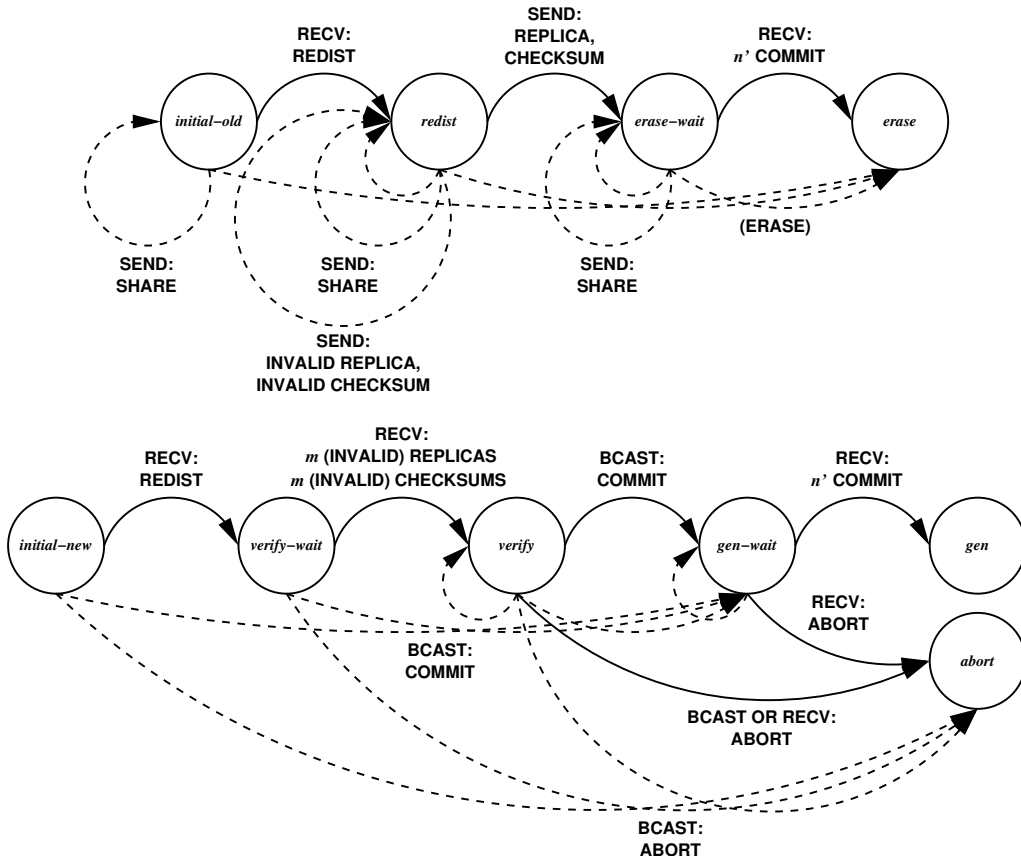 RECV:
REDIST
SEND:
REPLICA,
CHECKSUM
RECV:
n’ COMMIT
initial−old
redist
erase−wait
erase
(ERASE)
SEND:
SHARE
SEND:
SHARE
SEND:
SHARE
SEND:
INVALID REPLICA,
INVALID CHECKSUM
RECV:
REDIST
RECV:
m (INVALID) REPLICAS
m (INVALID) CHECKSUMS
BCAST:
COMMIT
RECV:
n’ COMMIT
initial−new
verify−wait
verify
gen−wait
gen
RECV:
ABORT
BCAST:
COMMIT
abort
BCAST OR RECV:
ABORT
BCAST:
ABORT